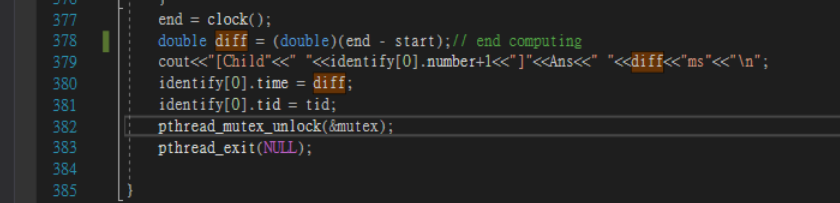 377 end = clock();
378 double diff = (double)(end - start);// end computing
379 cout<<"[Child"<<" "<<identify[0].number+1<<"]"<<Ans<<" "<<diff<<"ms"<<"\n";
380 identify[0].time = diff;
381 identify[0].tid = tid;
382 pthread_mutex_unlock(&mutex);
383 pthread_exit(NULL);
384
385 }